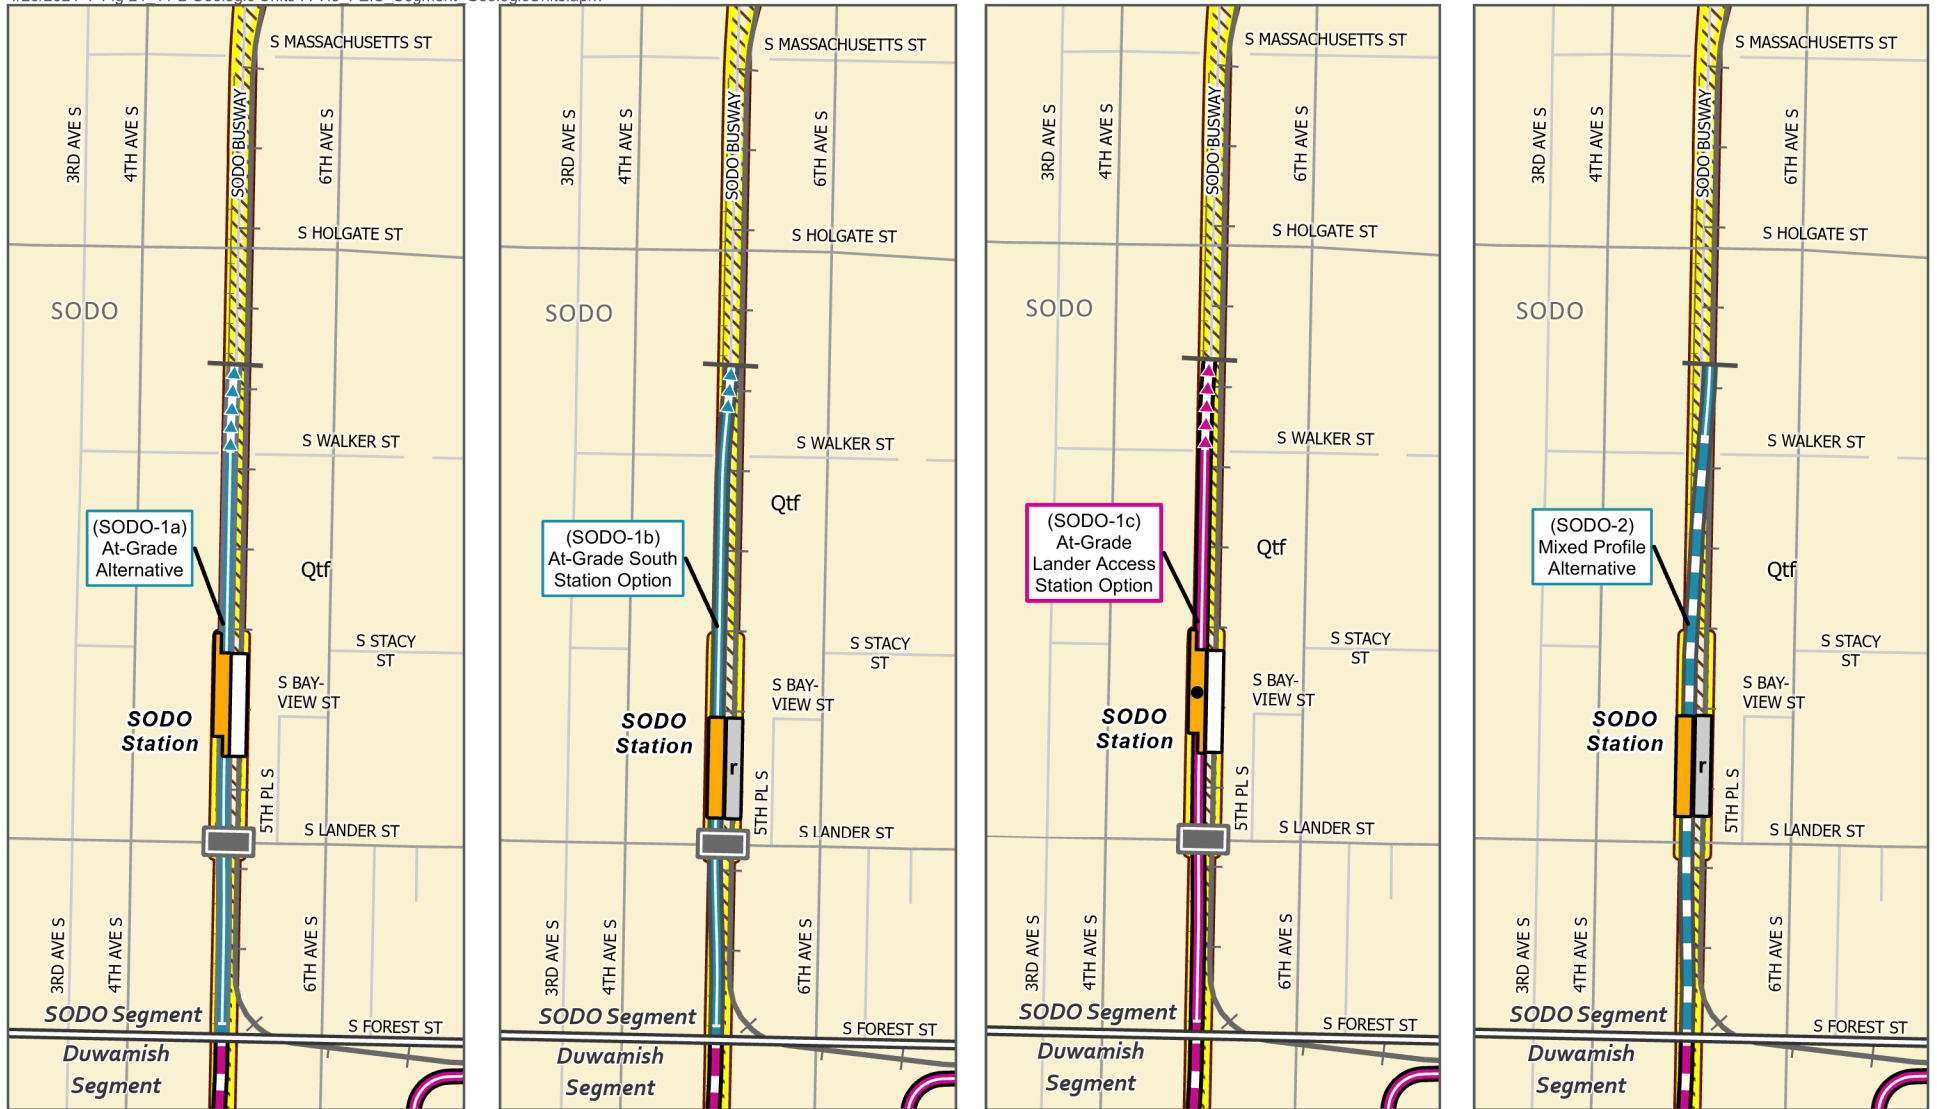 S MASSACHUSETTS ST
3RD AVE S
4TH AVE S
SODO BUSWAY
6TH AVE S
S HOLGATE ST
SODO
S WALKER ST
(SODO-1a)
At-Grade
Alternative
Qtf
S STACY
ST
S BAY-
VIEW ST
SODO
Station
5TH PL S
S LANDER ST
3RD AVE S
4TH AVE S
6TH AVE S
SODO Segment
S FOREST ST
Duwamish
Segment
S MASSACHUSETTS ST
3RD AVE S
4TH AVE S
SODO BUSWAY
6TH AVE S
S HOLGATE ST
SODO
S WALKER ST
Qtf
(SODO-1b)
At-Grade South
Station Option
S STACY
ST
S BAY-
VIEW ST
SODO
Station
r
5TH PL S
S LANDER ST
3RD AVE S
4TH AVE S
6TH AVE S
SODO Segment
S FOREST ST
Duwamish
Segment
S MASSACHUSETTS ST
3RD AVE S
4TH AVE S
SODO BUSWAY
6TH AVE S
S HOLGATE ST
SODO
S WALKER ST
(SODO-1c)
At-Grade
Lander Access
Station Option
Qtf
S STACY
ST
S BAY-
VIEW ST
SODO
Station
5TH PL S
S LANDER ST
3RD AVE S
4TH AVE S
6TH AVE S
SODO Segment
S FOREST ST
Duwamish
Segment
S MASSACHUSETTS ST
3RD AVE S
4TH AVE S
SODO BUSWAY
6TH AVE S
S HOLGATE ST
SODO
S WALKER ST
(SODO-2)
Mixed Profile
Alternative
Qtf
S STACY
ST
S BAY-
VIEW ST
SODO
Station
r
5TH PL S
S LANDER ST
3RD AVE S
4TH AVE S
6TH AVE S
SODO Segment
S FOREST ST
Duwamish
Segment